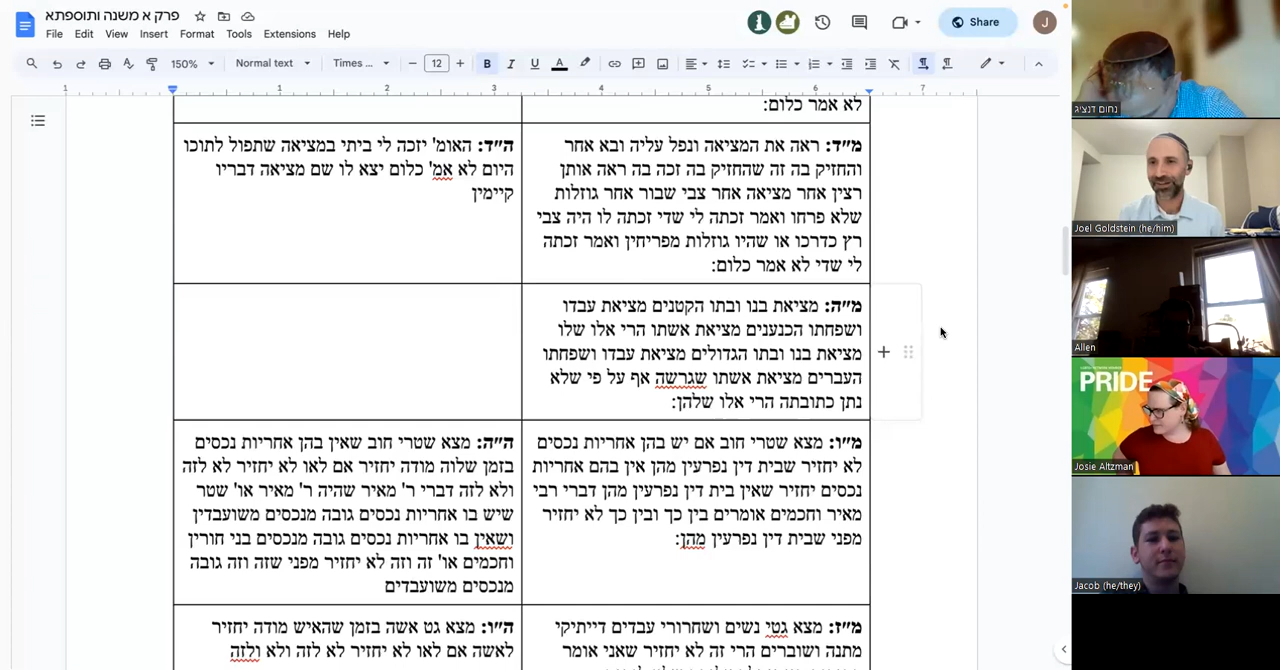 פרק א משנה ותוספתא
File Edit View Insert Format Tools Extensions Help
Share
J
150% Normal text Times ... 12 B I U A
1 1 2 3 4 5 6 7
לא אמר כלום:
מ״ד: ראה את המציאה ונפל עליה ובא אחר
והחזיק בה זה שהחזיק בה זכה בה ראה אותן
רצין אחר מציאה אחר צבי שבור אחר גוזלות
שלא פרחו ואמר זכתה לי שדי זכתה לו היה צבי
רץ כדרכו או שהיו גוזלות מפריחין ואמר זכתה
לי שדי לא אמר כלום:
ה״ד: האומ' יזכה לי ביתי במציאה שתפול לתוכו
היום לא אמ' כלום יצא לו שם מציאה דבריו
קיימין
מ״ה: מציאת בנו ובתו הקטנים מציאת עבדו
ושפחתו הכנענים מציאת אשתו הרי אלו שלו
מציאת בנו ובתו הגדולים מציאת עבדו ושפחתו
העברים מציאת אשתו שגרשה אף על פי שלא
נתן כתובתה הרי אלו שלהן:
מ״ו: מצא שטרי חוב אם יש בהן אחריות נכסים
לא יחזיר שבית דין נפרעין מהן אין בהם אחריות
נכסים יחזיר שאין בית דין נפרעין מהן דברי רבי
מאיר וחכמים אומרים בין כך ובין כך לא יחזיר
מפני שבית דין נפרעין מהן:
ה״ה: מצא שטרי חוב שאין בהן אחריות נכסים
בזמן שלוה מודה יחזיר אם לאו לא יחזיר לא לזה
ולא לזה דברי ר' מאיר שהיה ר' מאיר או' שטר
שיש בו אחריות נכסים גובה מנכסים משועבדין
ושאין בו אחריות נכסים גובה מנכסים בני חורין
וחכמים או' זה וזה לא יחזיר מפני שזה וזה גובה
מנכסים משועבדים
מ״ז: מצא גטי נשים ושחרורי עבדים דייתיקי
מתנה ושוברים הרי זה לא יחזיר שאני אומר
ה״ו: מצא גט אשה בזמן שהאיש מודה יחזיר
לאשה אם לאו לא יחזיר לא לזה ולא ולזה
נחום דנציג
Joel Goldstein (he/him)
Allen
PRIDE
Josie Altzman
Jacob (he/they)